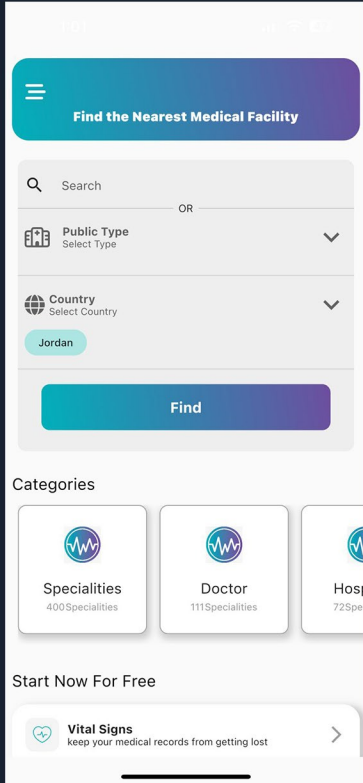 Find the Nearest Medical Facility
Search
OR
Public Type
Select Type
Country
Select Country
Jordan
Find
Categories
Specialities
400Specialities
Doctor
111Specialities
Hosp
72Spe
Start Now For Free
Vital Signs
keep your medical records from getting lost